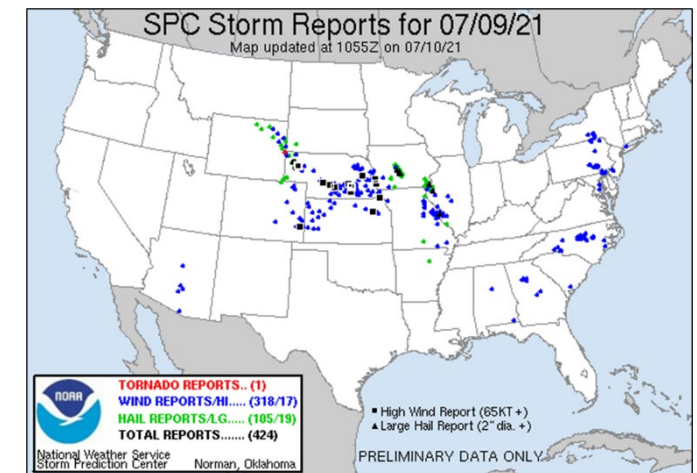 SPC Storm Reports for 07/09/21
Map updated at 1055Z on 07/10/21
NOAA
TORNADO REPORTS.. (1)
WIND REPORTS/HI..... (318/17)
HAIL REPORTS/LG..... (105/19)
TOTAL REPORTS....... (424)
National Weather Service
Storm Prediction Center Norman, Oklahoma
High Wind Report (65KT +)
Large Hail Report (2" dia. +)
PRELIMINARY DATA ONLY